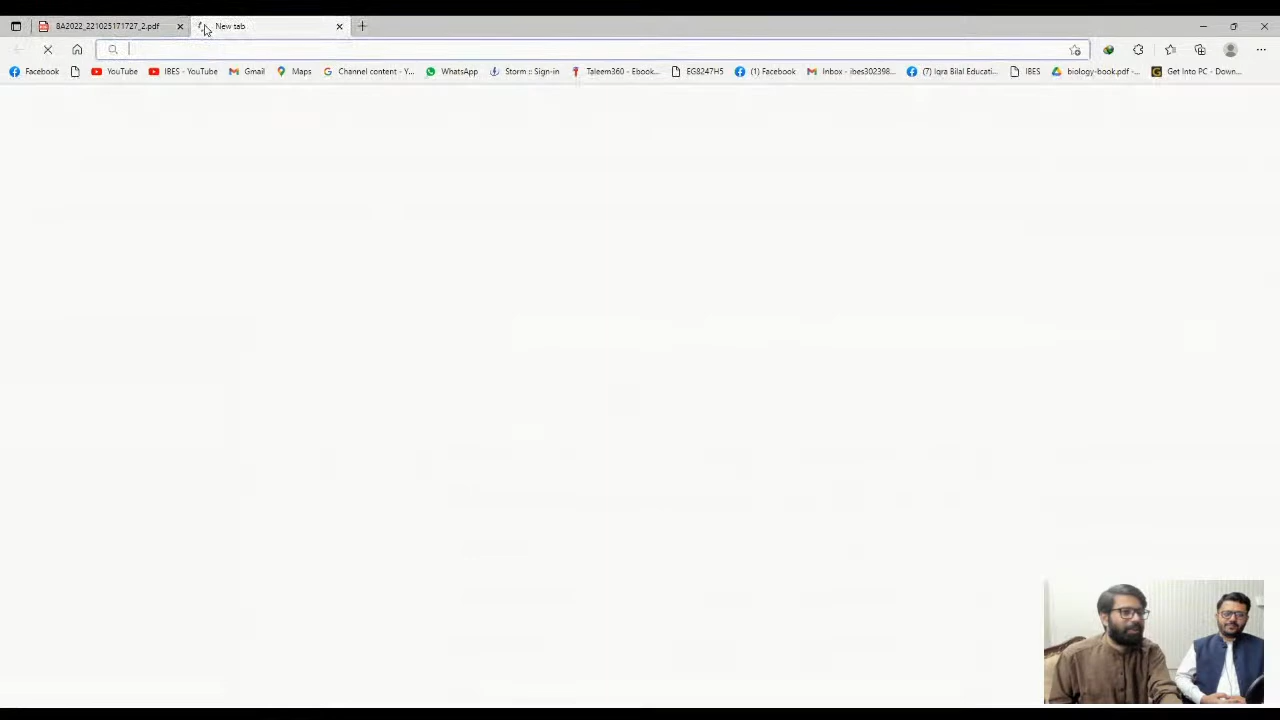 BA2022_221025171727_2.pdf New tab
Facebook YouTube IBES - YouTube Gmail Maps Channel content - Y... WhatsApp Storm :: Sign-in Taleem360 - Ebook... EG8247H5 (1) Facebook Inbox - ibes302398... (7) Iqra Bilal Educati... IBES biology-book.pdf -... Get Into PC - Down...